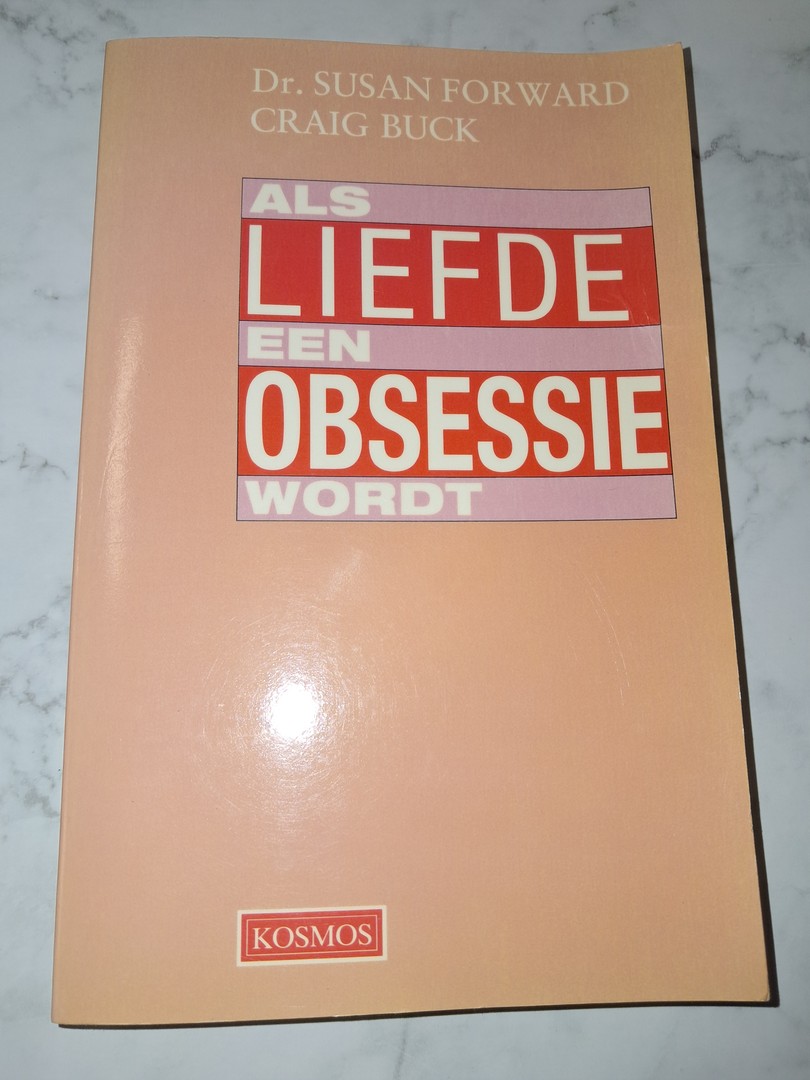 Dr. SUSAN FORWARD
CRAIG BUCK
ALS
LIEFDE
EEN
OBSESSIE
WORDT
KOSMOS